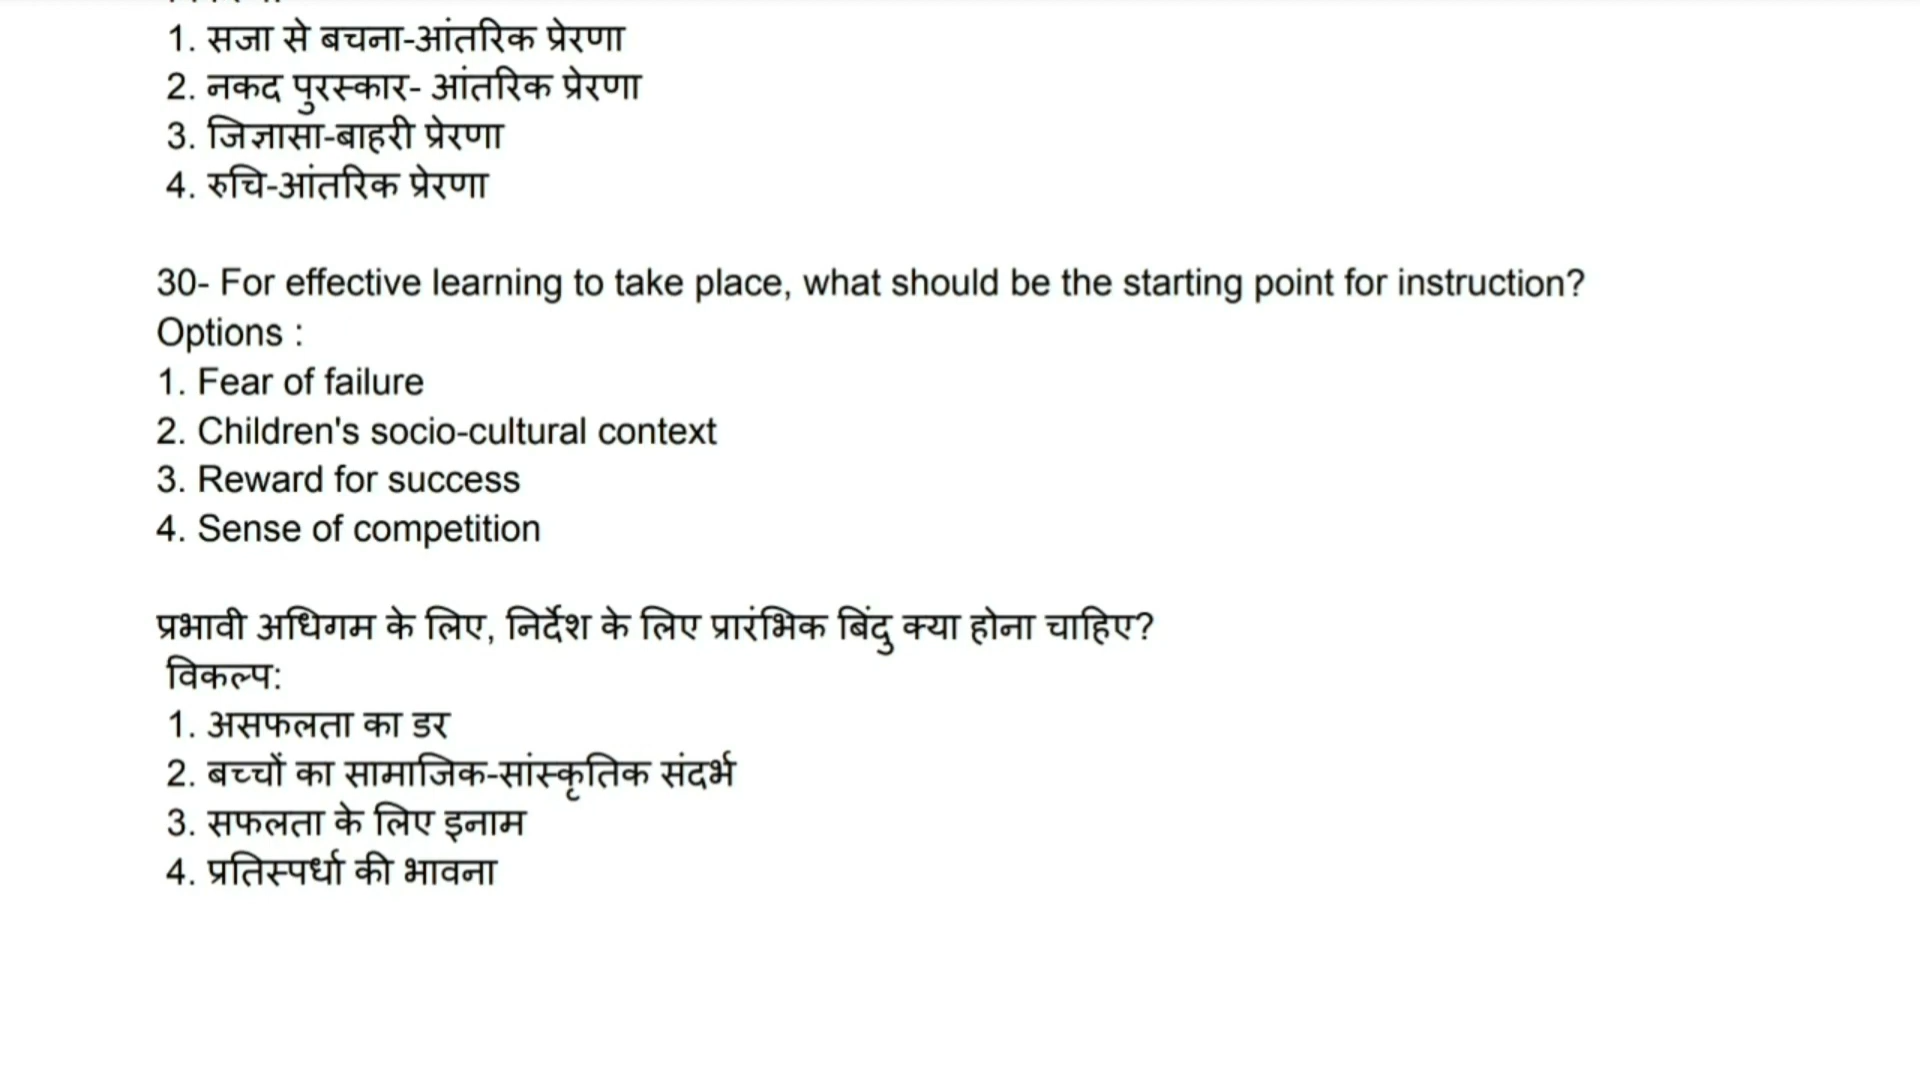 1. सजा से बचना-आंतरिक प्रेरणा
2. नकद पुरस्कार- आंतरिक प्रेरणा
3. जिज्ञासा-बाहरी प्रेरणा
4. रुचि-आंतरिक प्रेरणा
30- For effective learning to take place, what should be the starting point for instruction?
Options :
1. Fear of failure
2. Children's socio-cultural context
3. Reward for success
4. Sense of competition
प्रभावी अधिगम के लिए, निर्देश के लिए प्रारंभिक बिंदु क्या होना चाहिए?
विकल्प:
1. असफलता का डर
2. बच्चों का सामाजिक-सांस्कृतिक संदर्भ
3. सफलता के लिए इनाम
4. प्रतिस्पर्धा की भावना